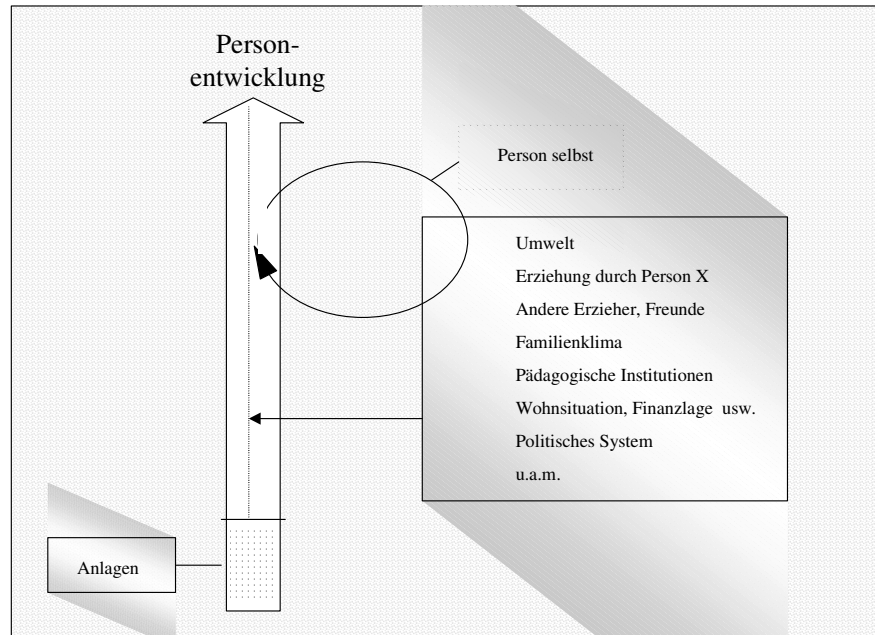 Person-
entwicklung
Person selbst
Umwelt
Erziehung durch Person X
Andere Erzieher, Freunde
Familienklima
Pädagogische Institutionen
Wohnsituation, Finanzlage usw.
Politisches System
u.a.m.
Anlagen